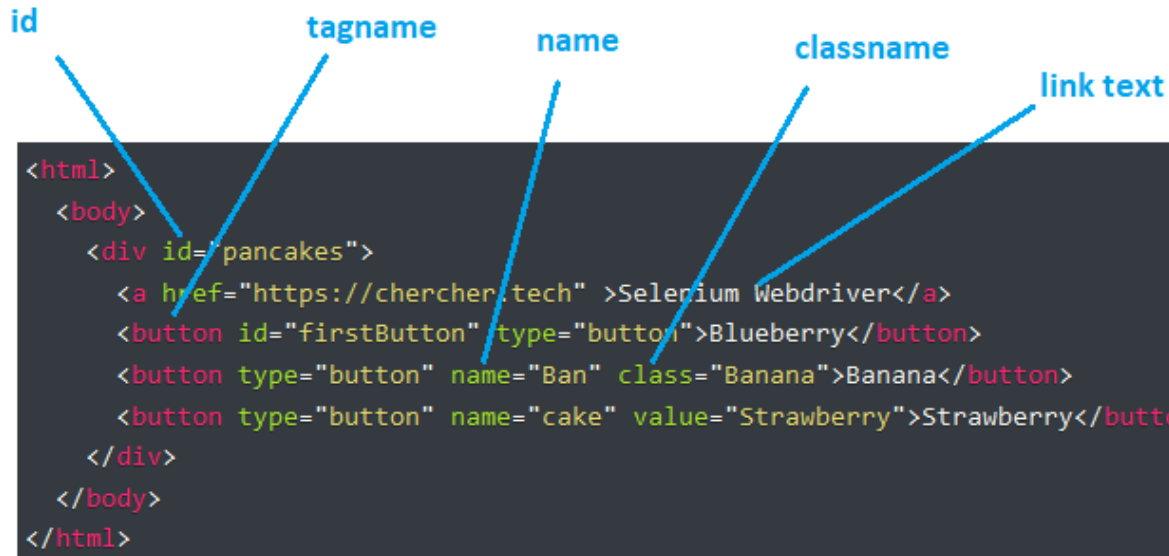 id
tagname
name
classname
link text
<html>
<body>
<div id="pancakes">
<a href="https://chercher.tech" >Selenium Webdriver</a>
<button id="firstButton" type="button">Blueberry</button>
<button type="button" name="Ban" class="Banana">Banana</button>
<button type="button" name="cake" value="Strawberry">Strawberry</butto
</div>
</body>
</html>